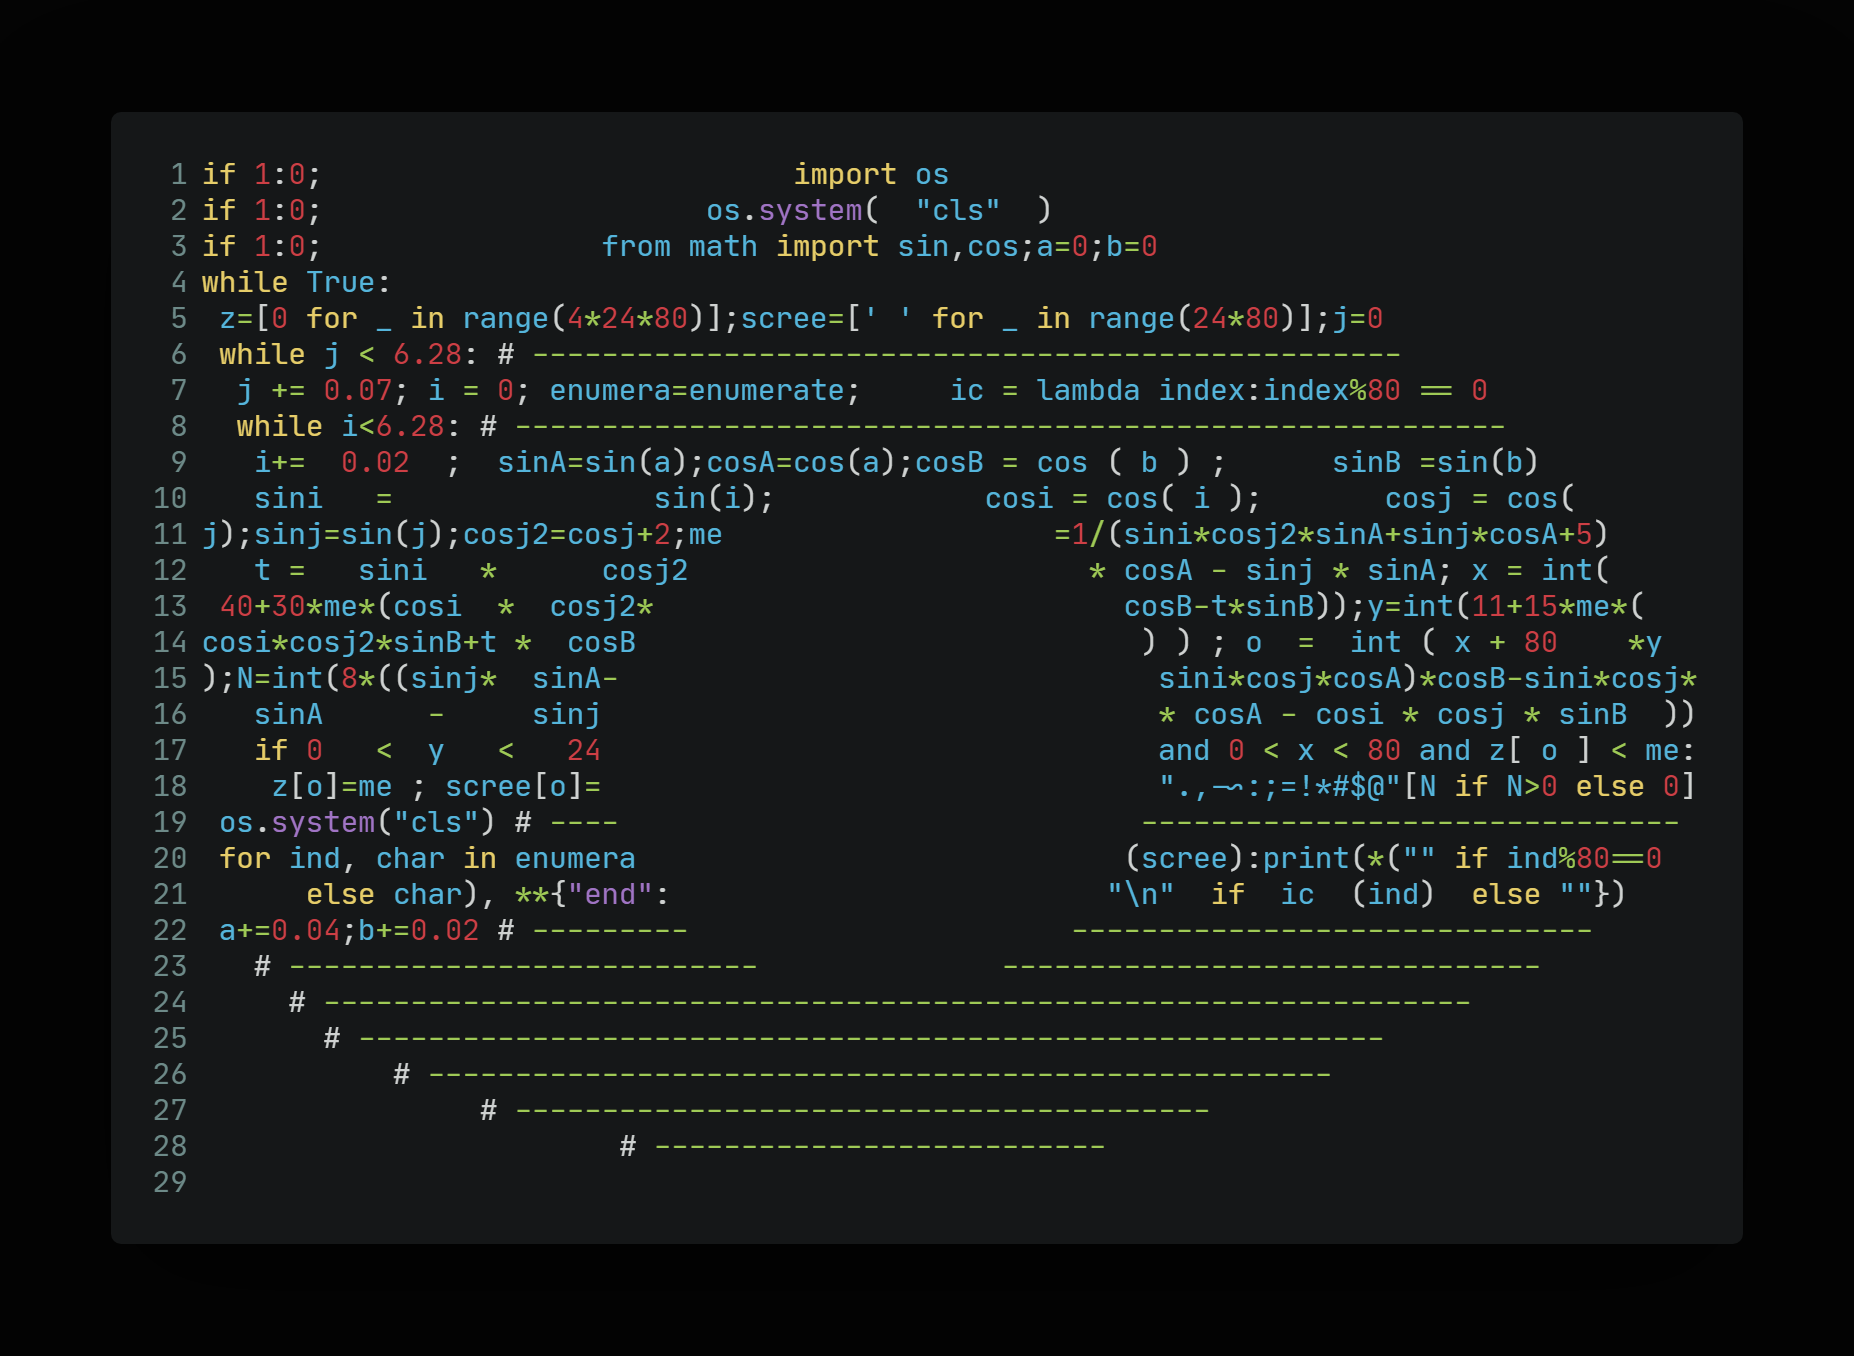 1 if 1:0;                           import os
2 if 1:0;                      os.system(  "cls"  )
3 if 1:0;                from math import sin,cos;a=0;b=0
4 while True:
5  z=[0 for _ in range(4*24*80)];scree=[' ' for _ in range(24*80)];j=0
6  while j < 6.28: # --------------------------------------------------
7   j += 0.07; i = 0; enumera=enumerate;     ic = lambda index:index%80 == 0
8   while i<6.28: # ---------------------------------------------------------
9    i+=  0.02  ;  sinA=sin(a);cosA=cos(a);cosB = cos ( b ) ;      sinB =sin(b)
10    sini   =               sin(i);            cosi = cos( i );       cosj = cos(
11 j);sinj=sin(j);cosj2=cosj+2;me                   =1/(sini*cosj2*sinA+sinj*cosA+5)
12    t =   sini   *      cosj2                       * cosA - sinj * sinA; x = int(
13  40+30*me*(cosi  *  cosj2*                           cosB-t*sinB));y=int(11+15*me*(
14 cosi*cosj2*sinB+t *  cosB                             ) ) ; o  =  int ( x + 80    *y
15 );N=int(8*((sinj*  sinA-                               sini*cosj*cosA)*cosB-sini*cosj*
16    sinA      -     sinj                                * cosA - cosi * cosj * sinB  ))
17    if 0   <  y   <   24                                and 0 < x < 80 and z[ o ] < me:
18     z[o]=me ; scree[o]=                                ".,-~:;=!*#$@"[N if N>0 else 0]
19  os.system("cls") # ----                              -------------------------------
20  for ind, char in enumera                            (scree):print(*("" if ind%80==0
21       else char), **{"end":                         "\n"  if  ic  (ind)  else ""})
22  a+=0.04;b+=0.02 # ---------                      ------------------------------
23    # ---------------------------              -------------------------------
24      # ------------------------------------------------------------------
25        # -----------------------------------------------------------
26            # ----------------------------------------------------
27                 # ----------------------------------------
28                         # --------------------------
29